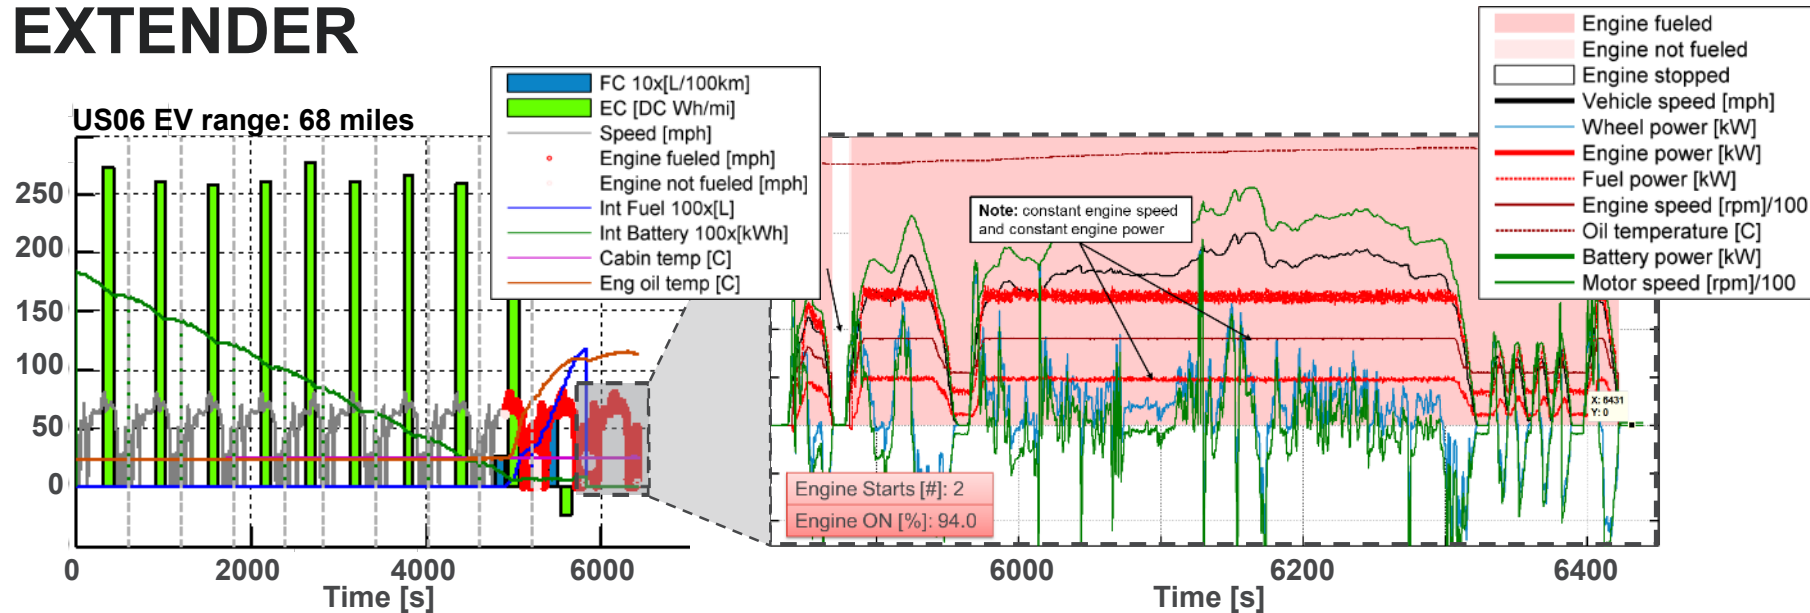 EXTENDER
US06 EV range: 68 miles
FC 10x[L/100km]
EC [DC Wh/mi]
Speed [mph]
Engine fueled [mph]
Engine not fueled [mph]
Int Fuel 100x[L]
Int Battery 100x[kWh]
Cabin temp [C]
Eng oil temp [C]
250
200
150
100
50
0
0
2000
4000
6000
Time [s]
Engine fueled
Engine not fueled
Engine stopped
Vehicle speed [mph]
Wheel power [kW]
Engine power [kW]
Fuel power [kW]
Engine speed [rpm]/100
Oil temperature [C]
Battery power [kW]
Motor speed [rpm]/100
Note: constant engine speed
and constant engine power
X: 6431
Y: 0
Engine Starts [#]: 2
Engine ON [%]: 94.0
6000
6200
6400
Time [s]